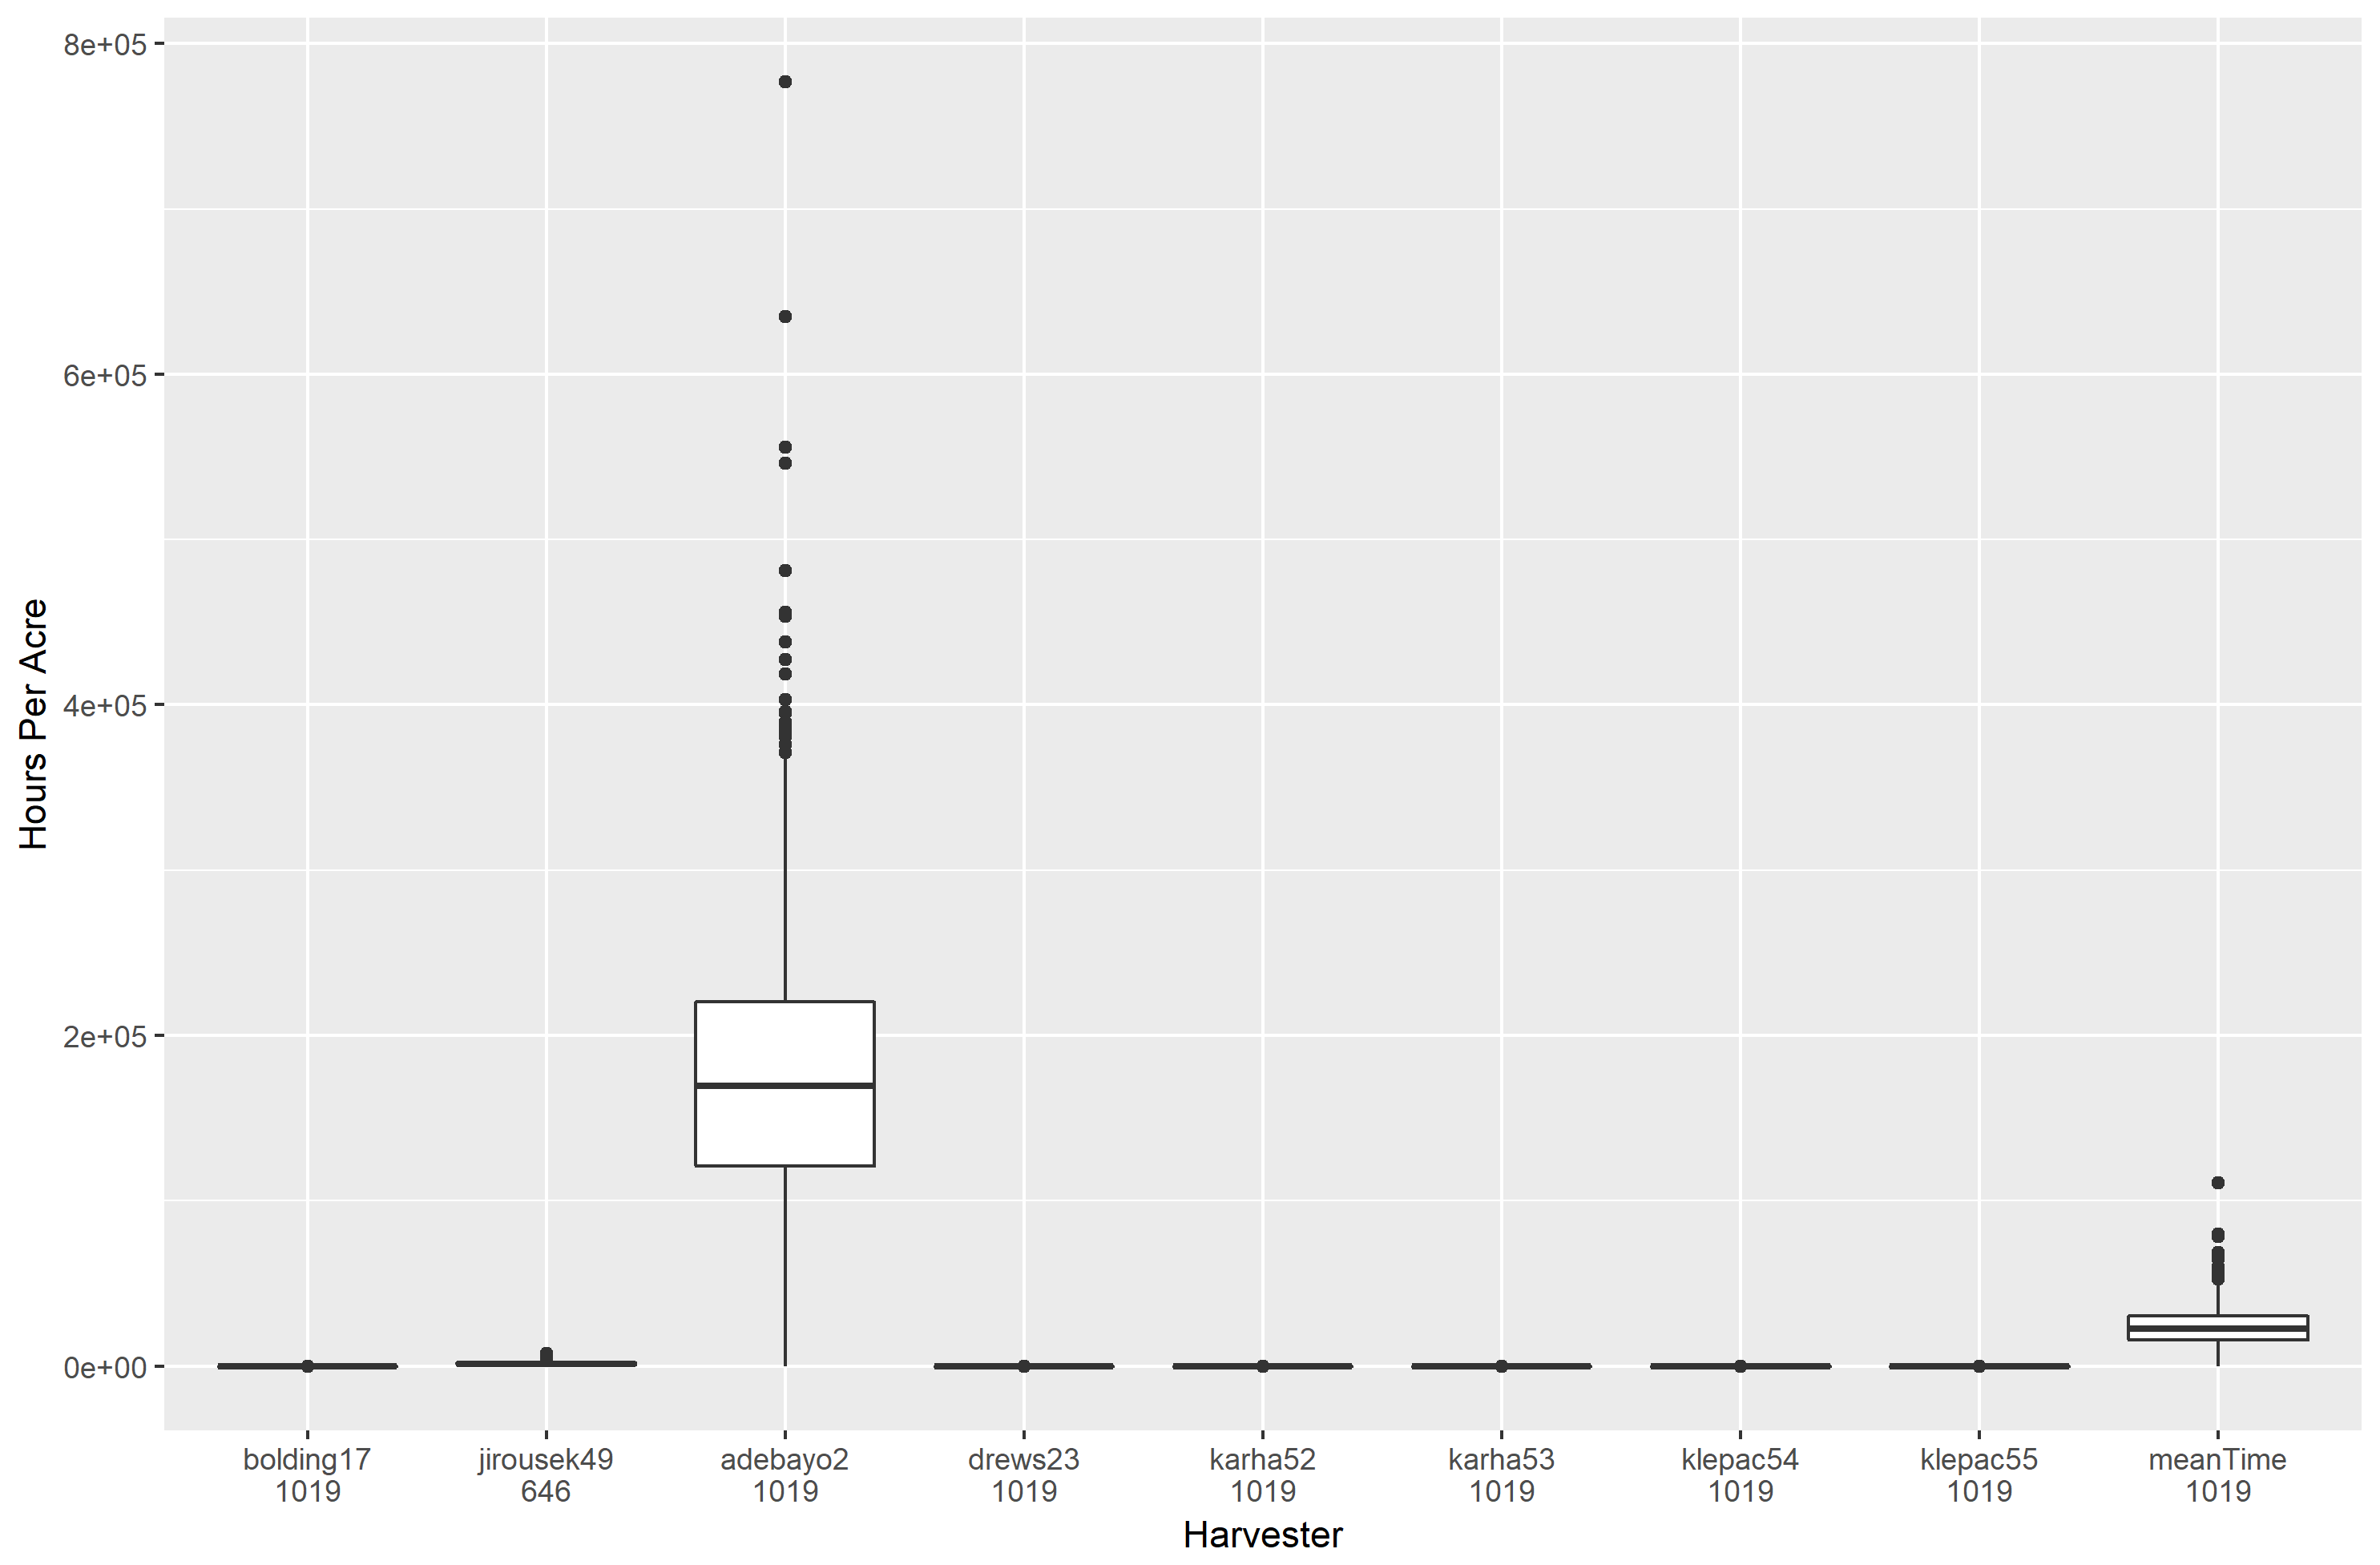 8e+05
6e+05
4e+05
2e+05
0e+00
Hours Per Acre
bolding17 jirousek49 adebayo2 drews23 karha52 karha53 klepac54 klepac55 meanTime
1019 646 1019 1019 1019 1019 1019 1019 1019
Harvester